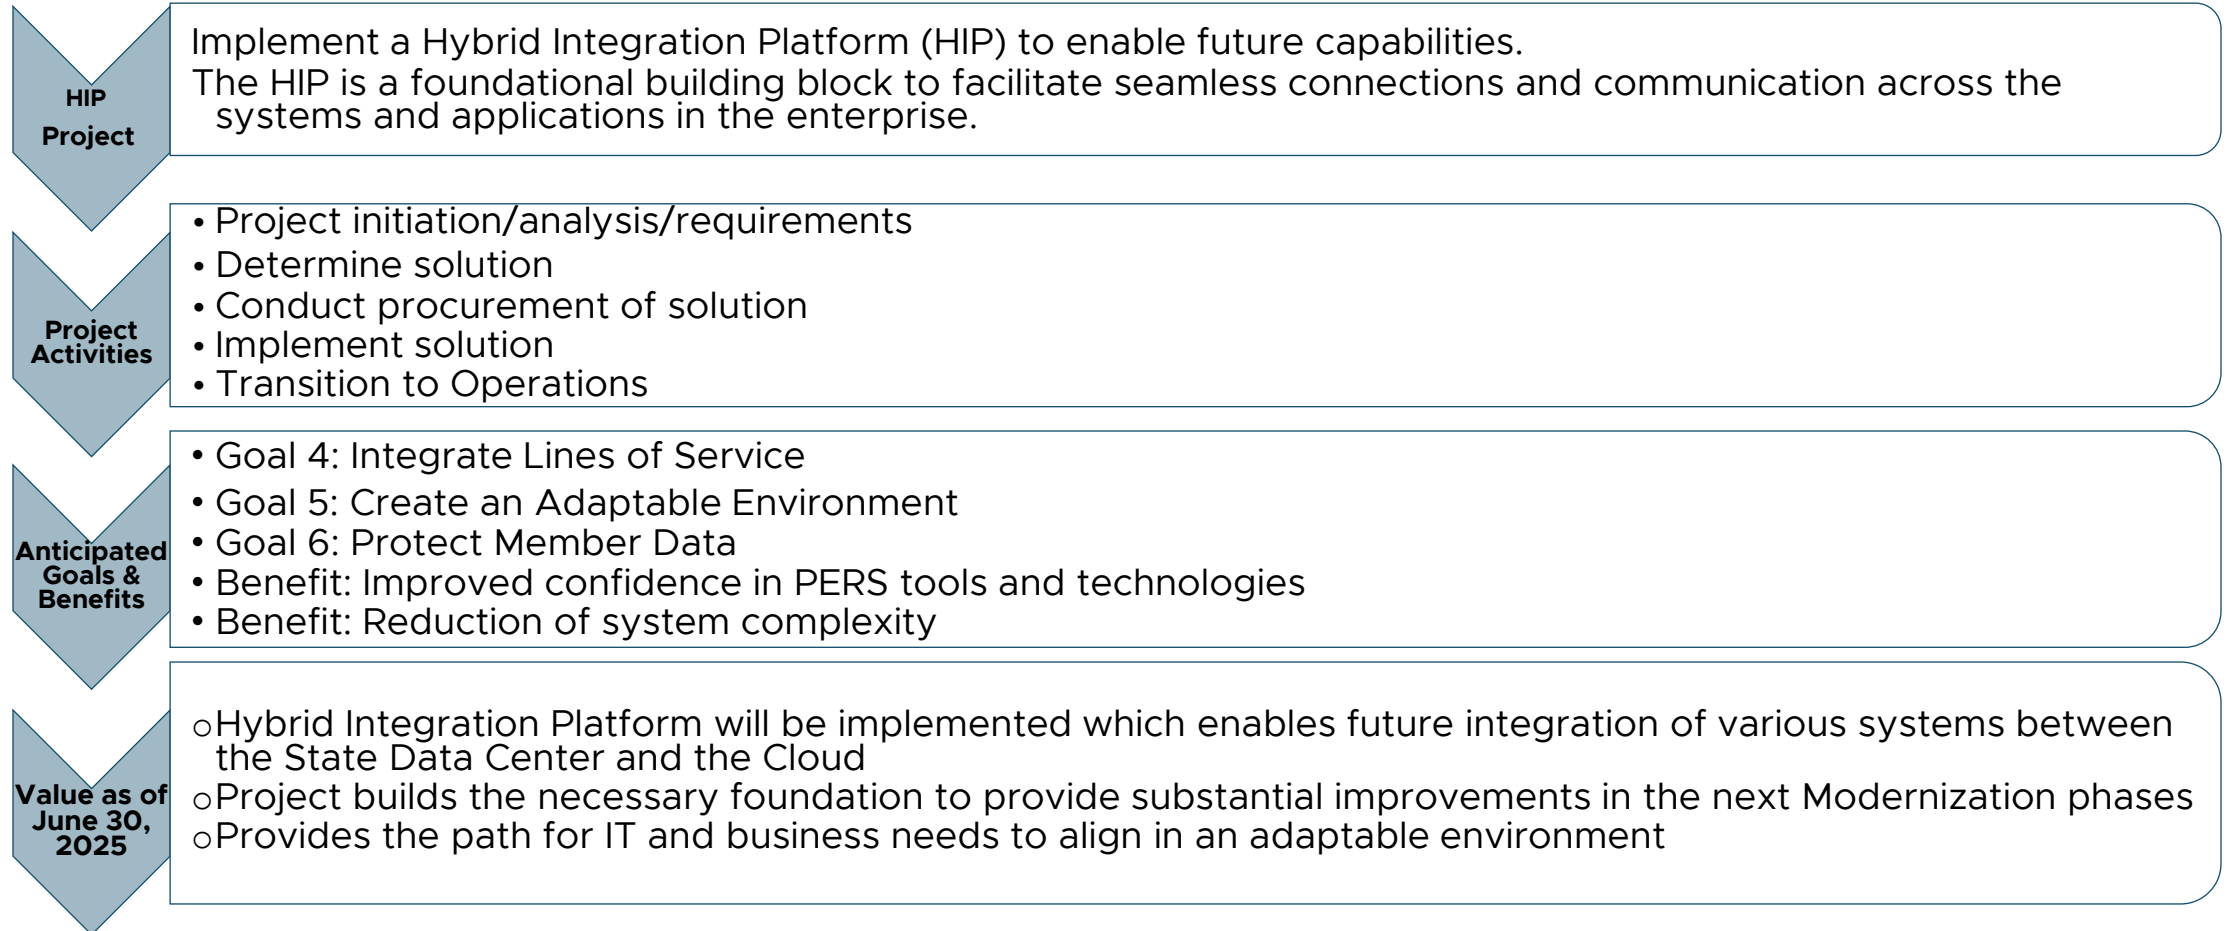 HIP
Project
Implement a Hybrid Integration Platform (HIP) to enable future capabilities.
The HIP is a foundational building block to facilitate seamless connections and communication across the
systems and applications in the enterprise.
Project
Activities
• Project initiation/analysis/requirements
• Determine solution
• Conduct procurement of solution
• Implement solution
• Transition to Operations
Anticipated
Goals &
Benefits
• Goal 4: Integrate Lines of Service
• Goal 5: Create an Adaptable Environment
• Goal 6: Protect Member Data
• Benefit: Improved confidence in PERS tools and technologies
• Benefit: Reduction of system complexity
Value as of
June 30,
2025
○Hybrid Integration Platform will be implemented which enables future integration of various systems between
the State Data Center and the Cloud
○Project builds the necessary foundation to provide substantial improvements in the next Modernization phases
○Provides the path for IT and business needs to align in an adaptable environment